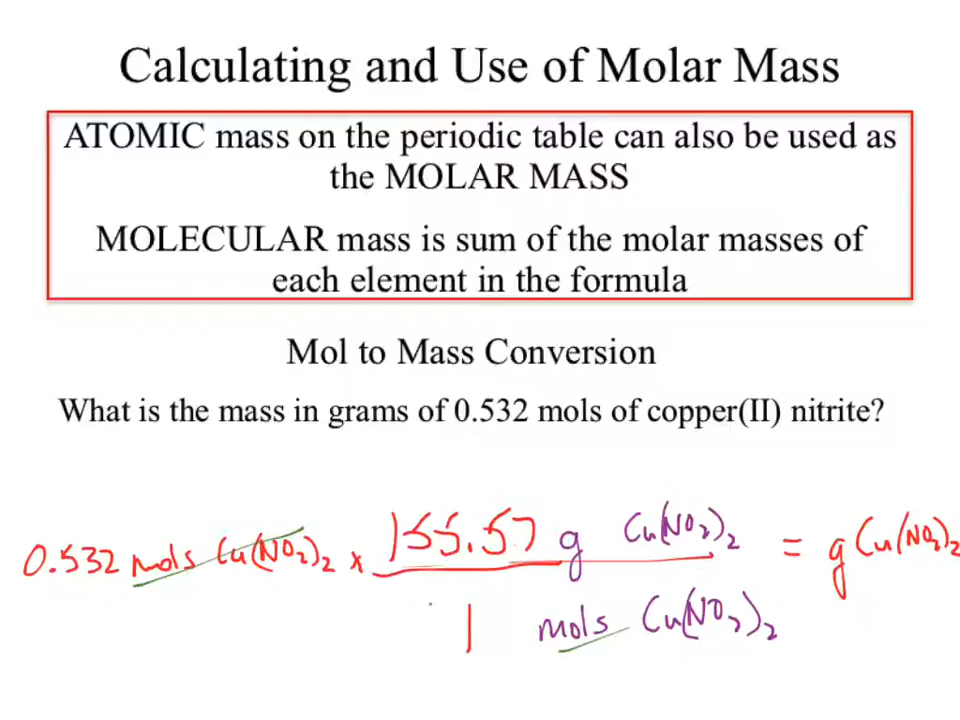 Calculating and Use of Molar Mass
ATOMIC mass on the periodic table can also be used as
the MOLAR MASS
MOLECULAR mass is sum of the molar masses of
each element in the formula
Mol to Mass Conversion
What is the mass in grams of 0.532 mols of copper(II) nitrite?
0.532 mols Cu(NO₂)₂ × 155.57 g Cu(NO₂)₂ = g Cu(NO₂)₂
1 mols Cu(NO₂)₂